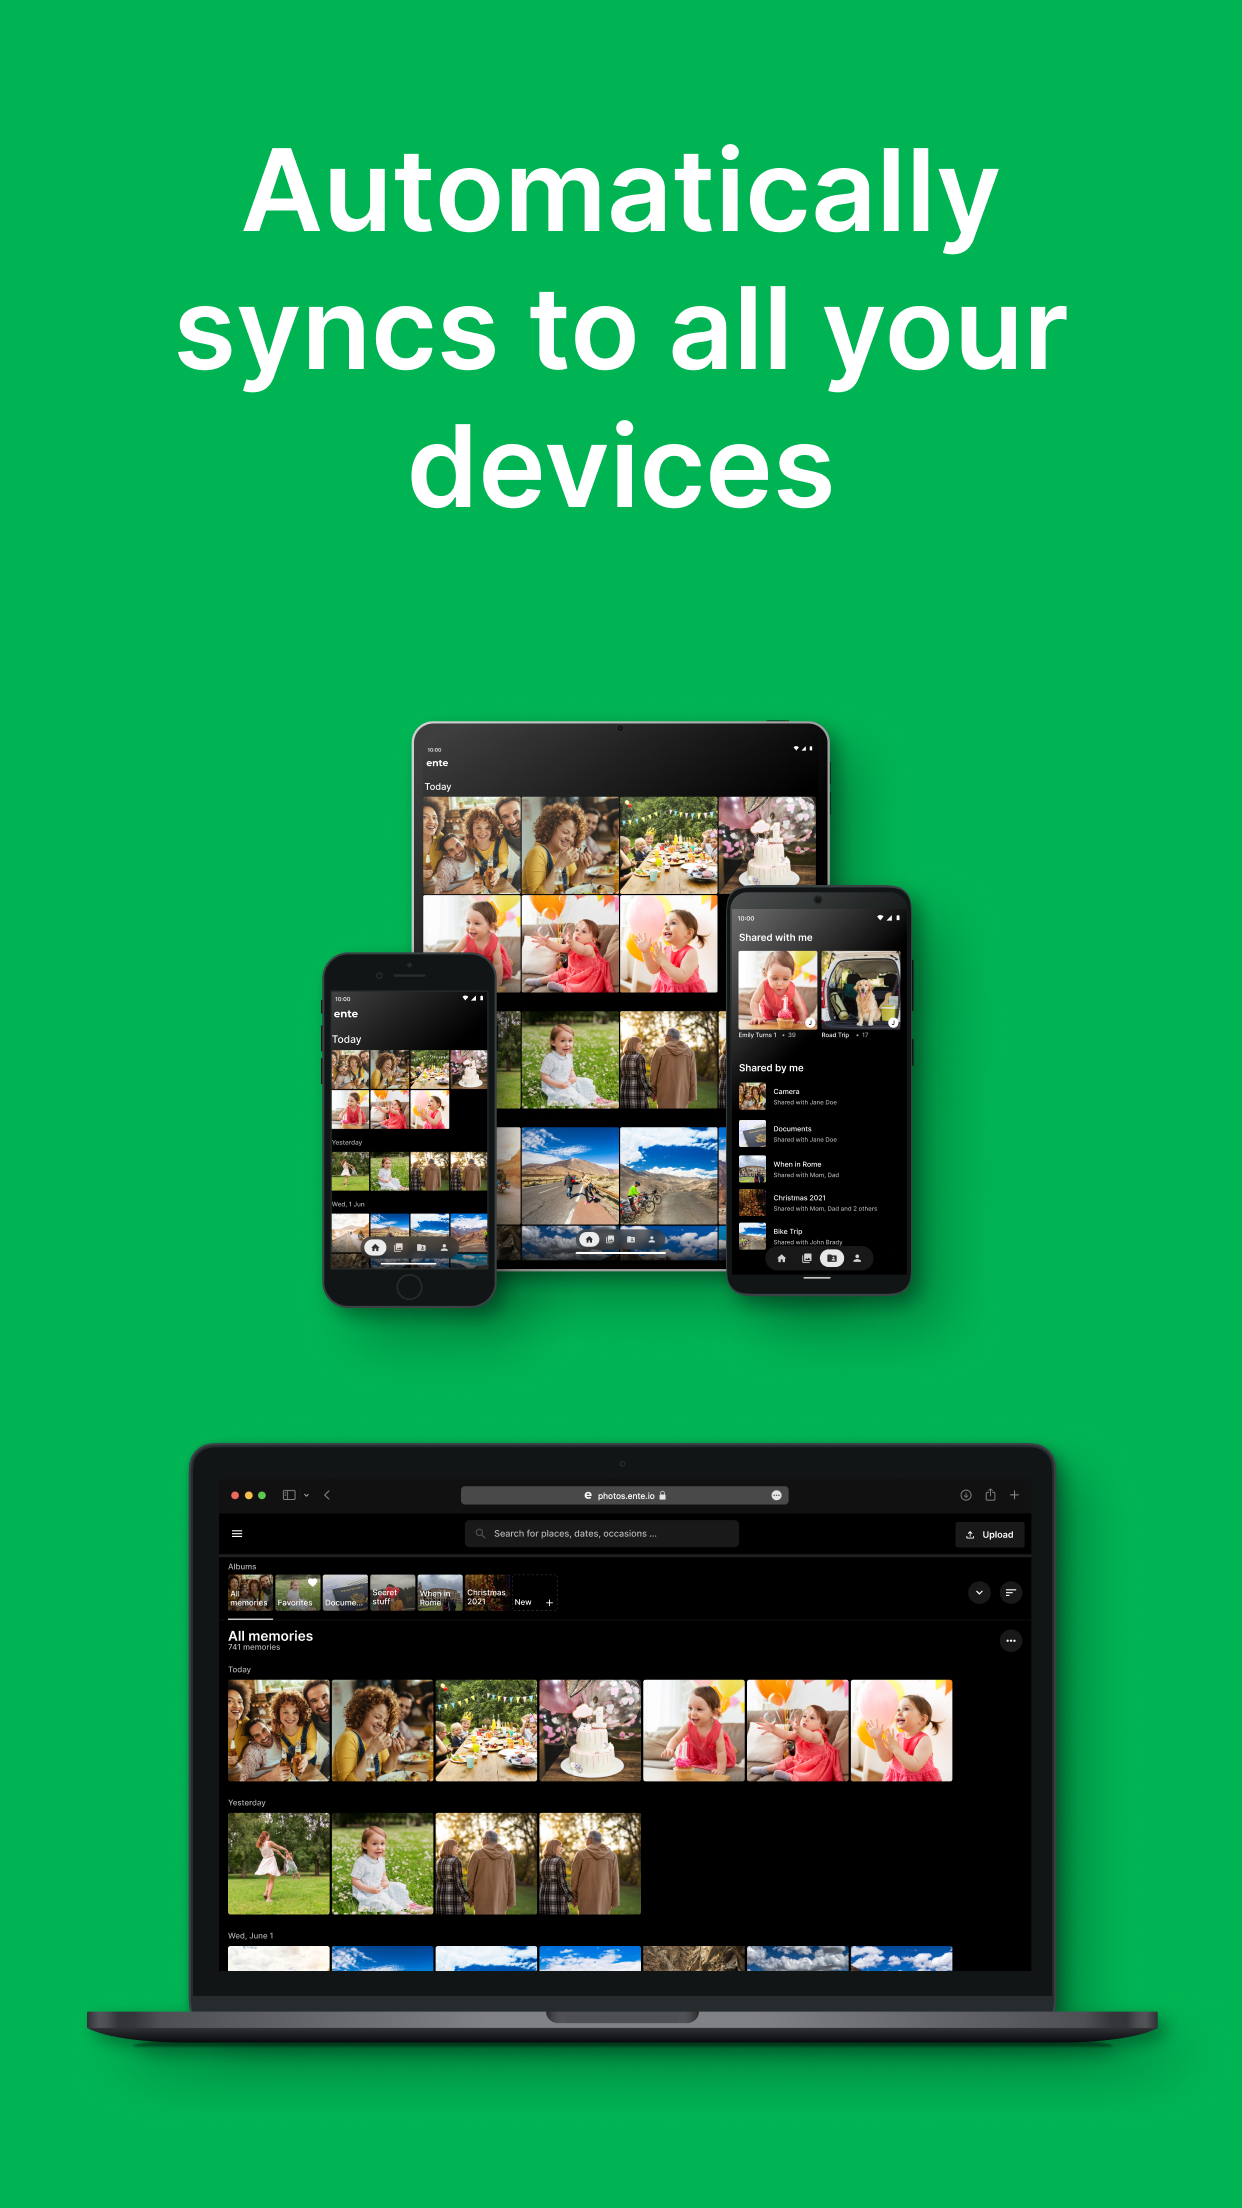 Automatically
syncs to all your
devices
10:00
ente
Today
10:00
Shared with me
Emily Turns 1 • 39
Road Trip • 17
Shared by me
Camera
Shared with Jane Doe
Documents
Shared with Jane Doe
When in Rome
Shared with Mom, Dad
Christmas 2021
Shared with Mom, Dad and 2 others
Bike Trip
Shared with John Brady
10:00
ente
Today
Yesterday
Wed, 1 Jun
e photos.ente.io
Search for places, dates, occasions ...
Upload
Albums
All
memories
Favorites
Docume...
Secret
stuff
When in
Rome
Christmas
2021
New +
All memories
741 memories
Today
Yesterday
Wed, June 1